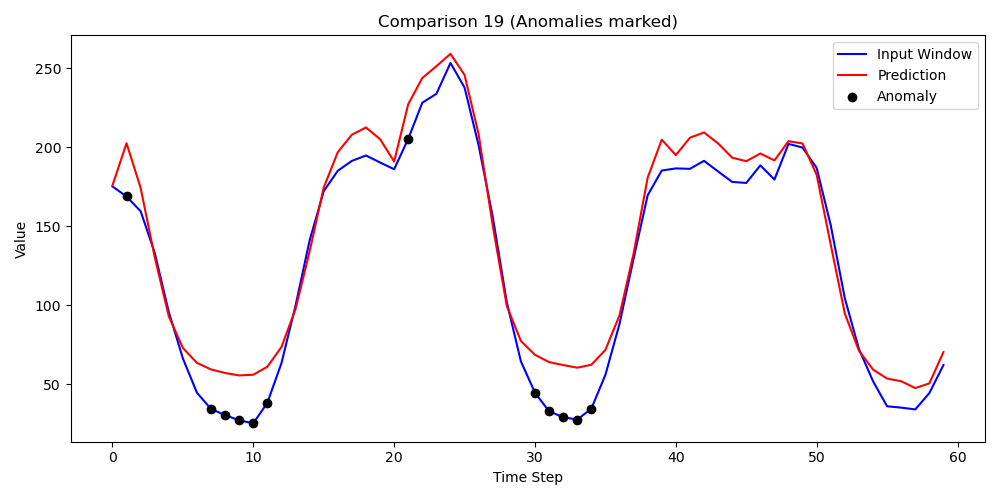 Comparison 19 (Anomalies marked)
Input Window
Prediction
Anomaly
Value
250
200
150
100
50
0 10 20 30 40 50 60
Time Step